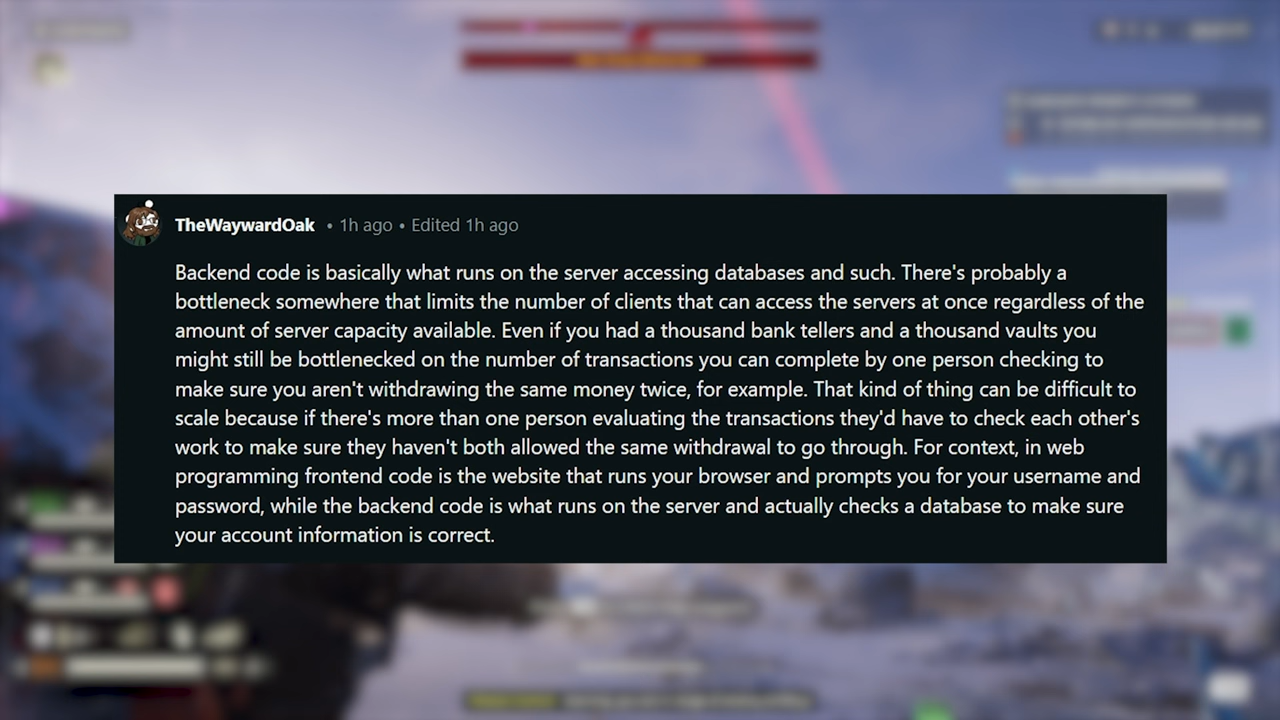 TheWaywardOak • 1h ago • Edited 1h ago
Backend code is basically what runs on the server accessing databases and such. There's probably a
bottleneck somewhere that limits the number of clients that can access the servers at once regardless of the
amount of server capacity available. Even if you had a thousand bank tellers and a thousand vaults you
might still be bottlenecked on the number of transactions you can complete by one person checking to
make sure you aren't withdrawing the same money twice, for example. That kind of thing can be difficult to
scale because if there's more than one person evaluating the transactions they'd have to check each other's
work to make sure they haven't both allowed the same withdrawal to go through. For context, in web
programming frontend code is the website that runs your browser and prompts you for your username and
password, while the backend code is what runs on the server and actually checks a database to make sure
your account information is correct.